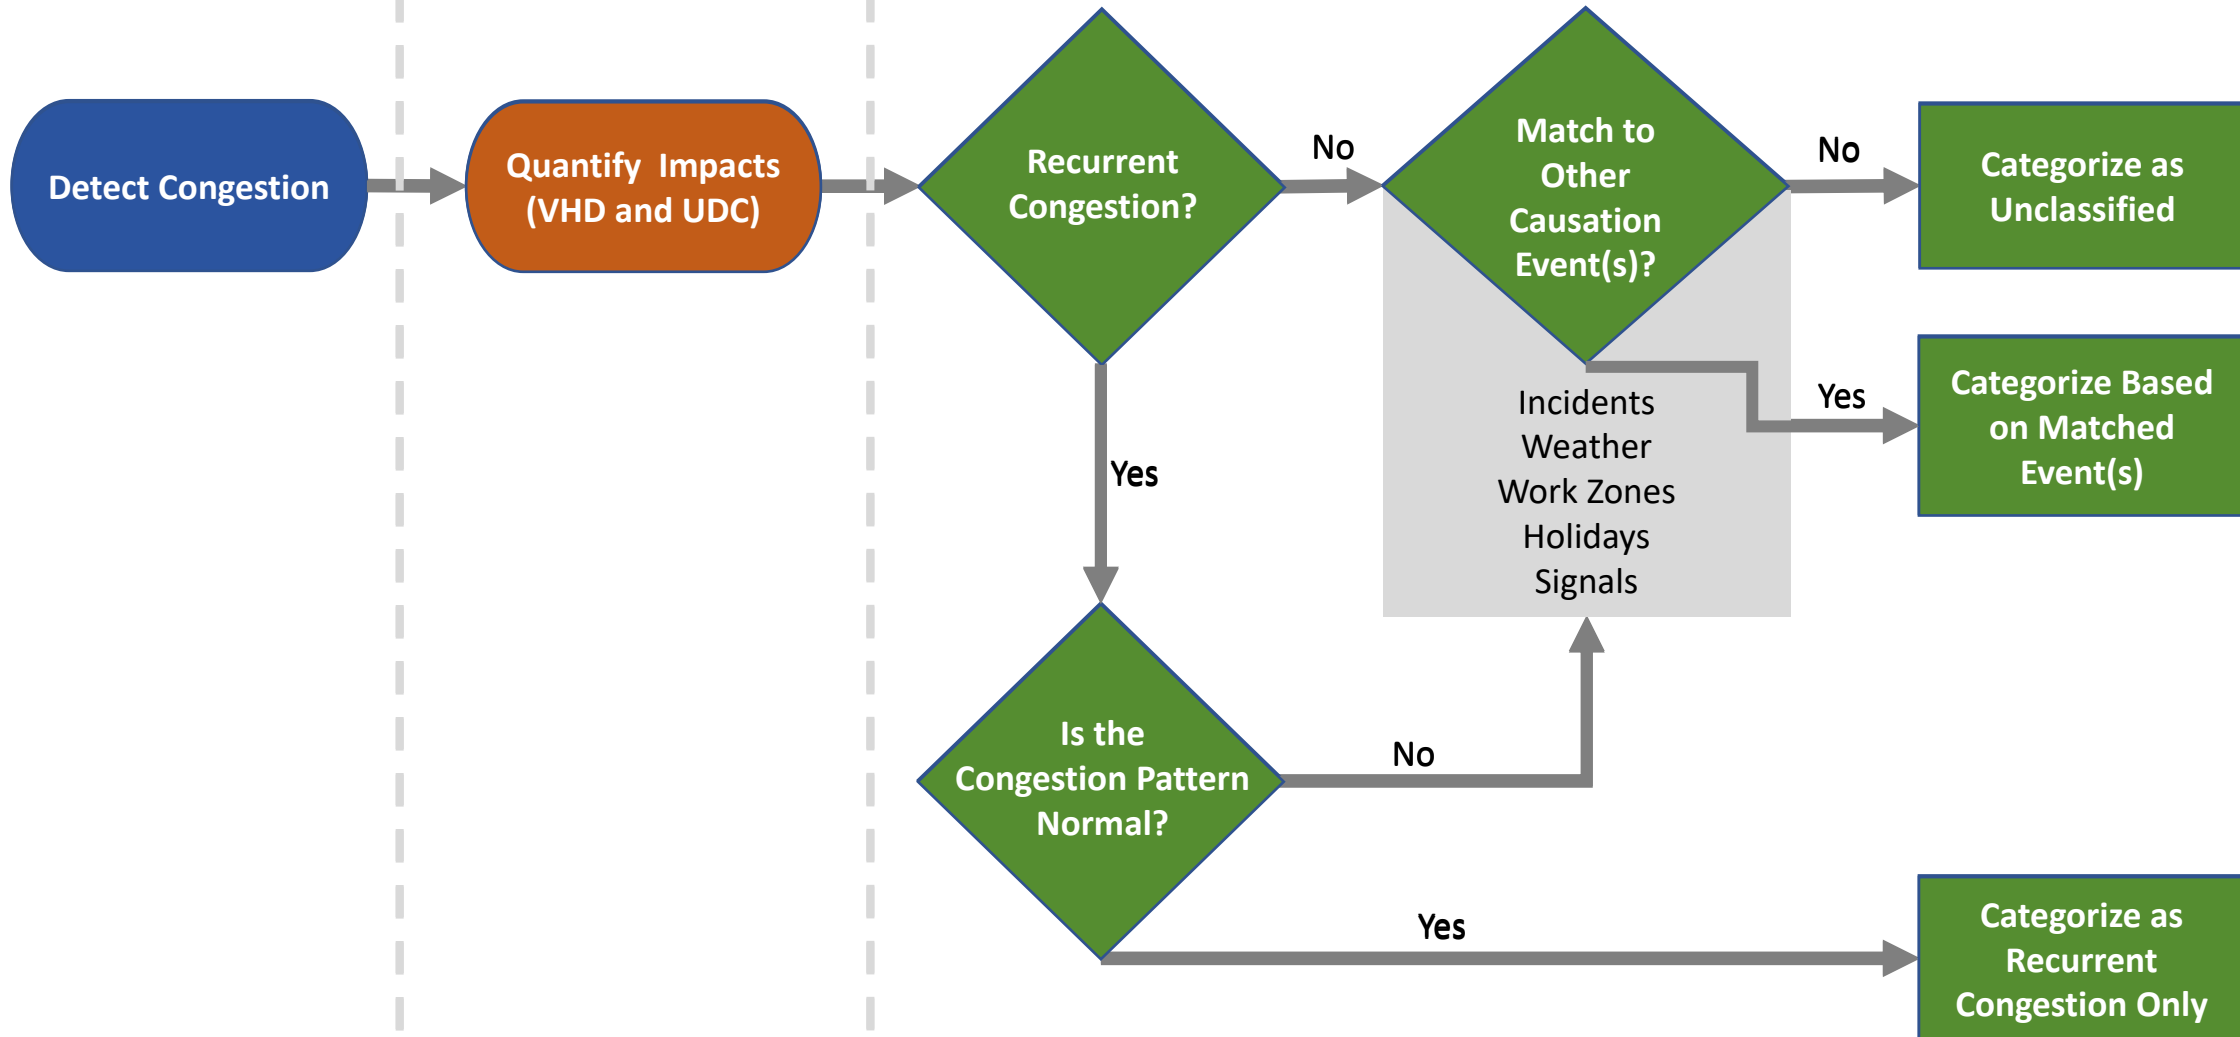 Detect Congestion
Quantify Impacts
(VHD and UDC)
Recurrent
Congestion?
No
Match to
Other
Causation
Event(s)?
No
Categorize as
Unclassified
Incidents
Weather
Work Zones
Holidays
Signals
Yes
Categorize Based
on Matched
Event(s)
Yes
Is the
Congestion Pattern
Normal?
No
Yes
Categorize as
Recurrent
Congestion Only